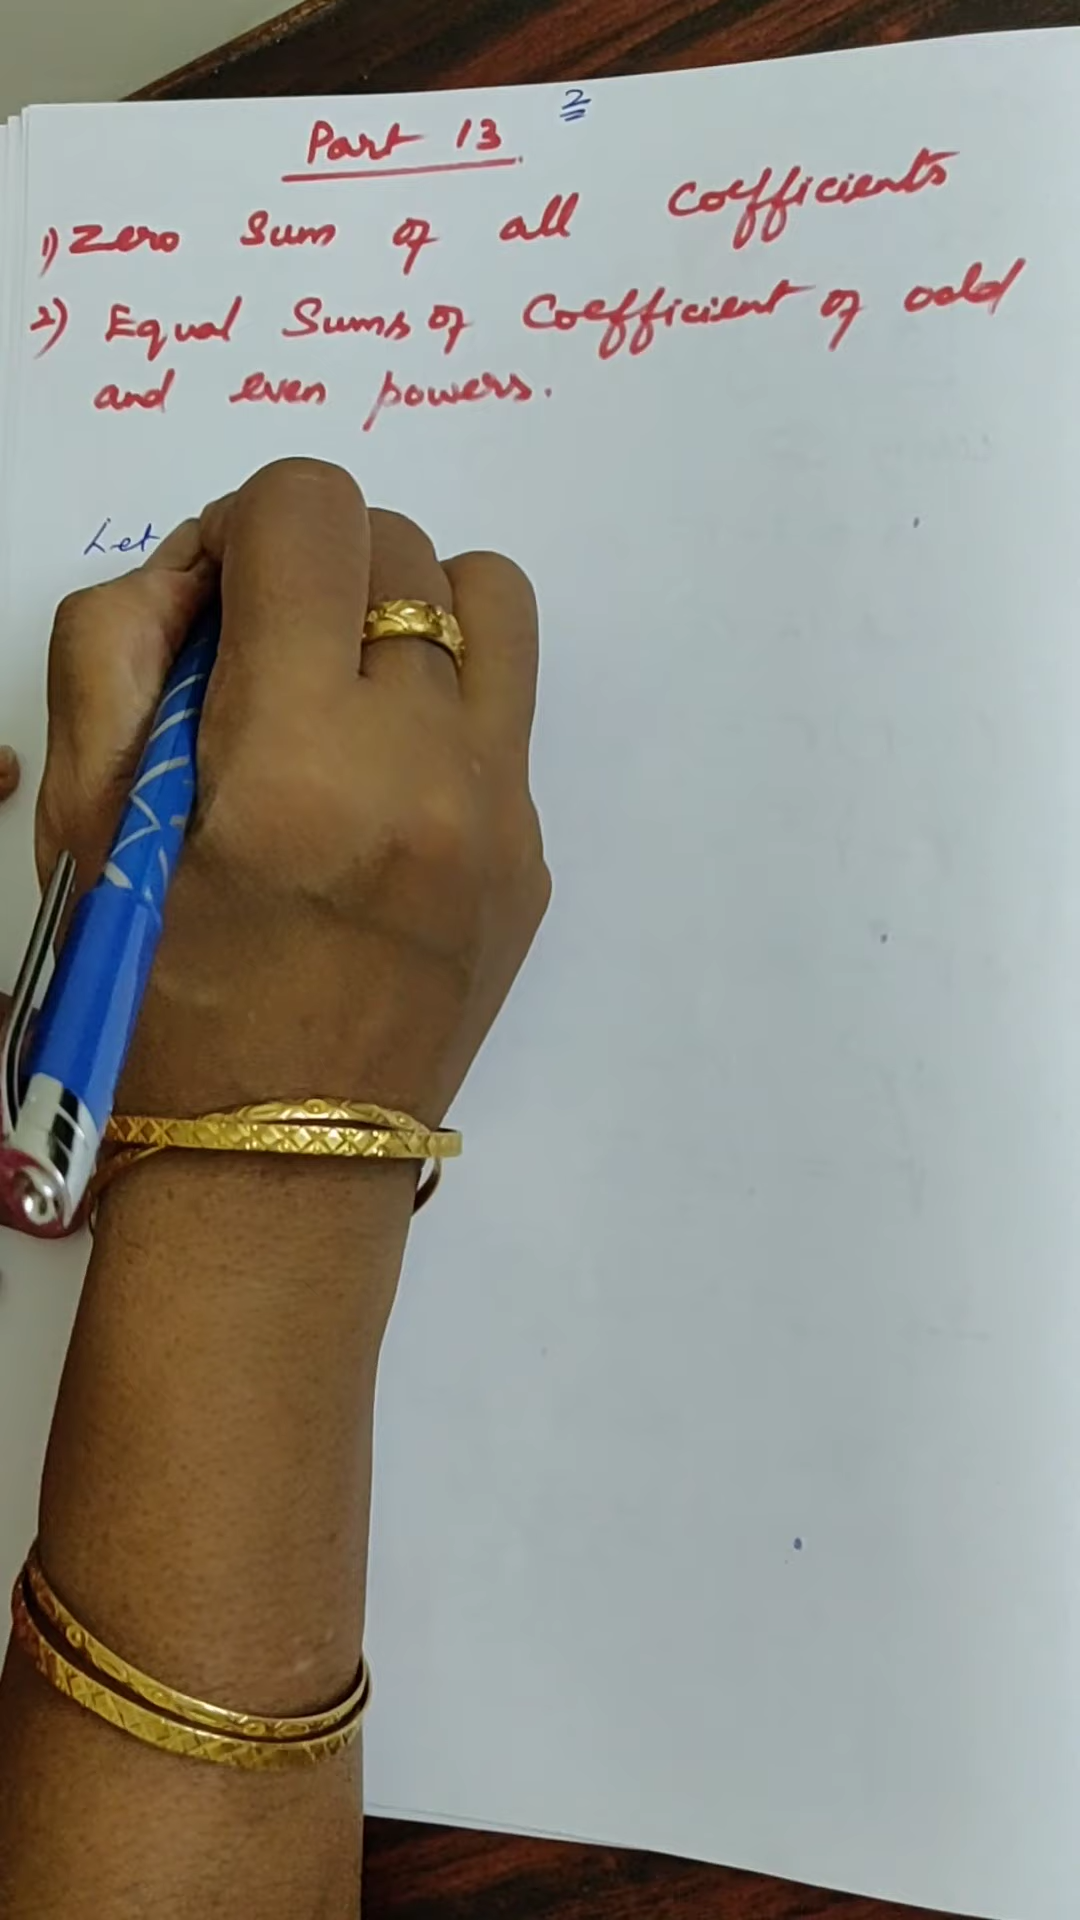 2
Part 13.
1) Zero Sum of all Coefficients
2) Equal Sums of Coefficient of odd
and even powers.
Let